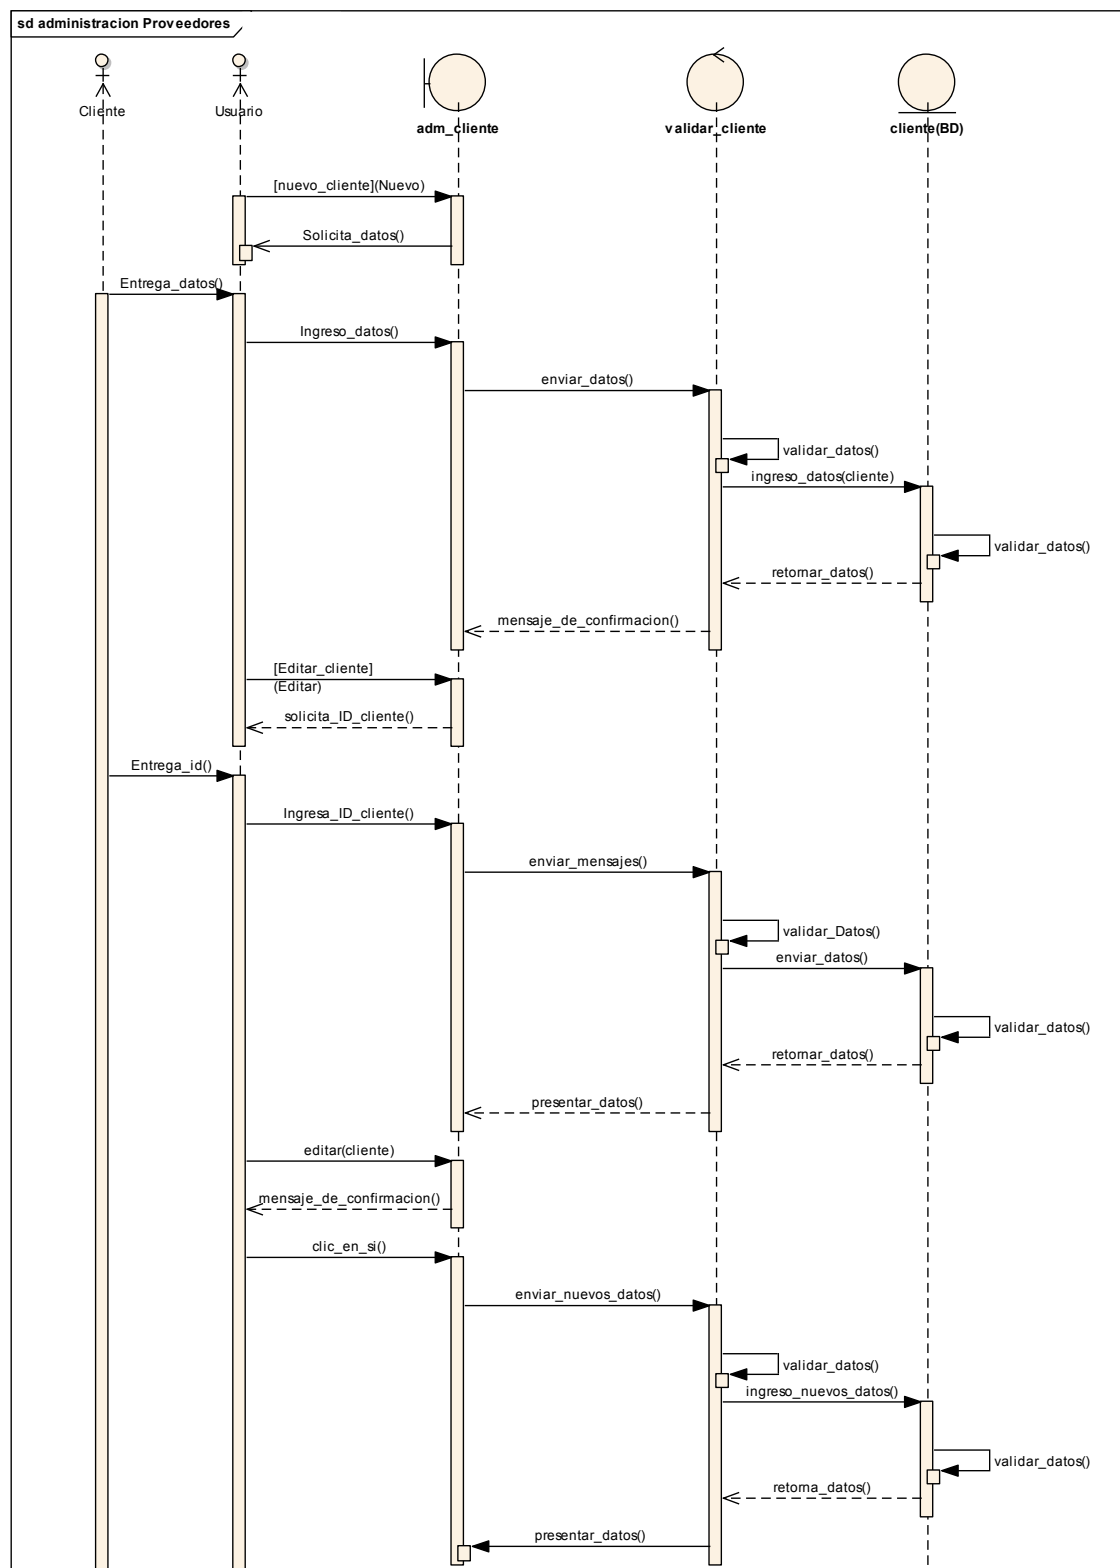 sd administracion Proveedores
Cliente
Usuario
adm_cliente
validar_cliente
cliente(BD)
[nuevo_cliente](Nuevo)
Solicita_datos()
Entrega_datos()
Ingreso_datos()
enviar_datos()
validar_datos()
ingreso_datos(cliente)
validar_datos()
retornar_datos()
mensaje_de_confirmacion()
[Editar_cliente]
(Editar)
solicita_ID_cliente()
Entrega_id()
Ingresa_ID_cliente()
enviar_mensajes()
validar_Datos()
enviar_datos()
validar_datos()
retornar_datos()
presentar_datos()
editar(cliente)
mensaje_de_confirmacion()
clic_en_si()
enviar_nuevos_datos()
validar_datos()
ingreso_nuevos_datos()
validar_datos()
retorna_datos()
presentar_datos()